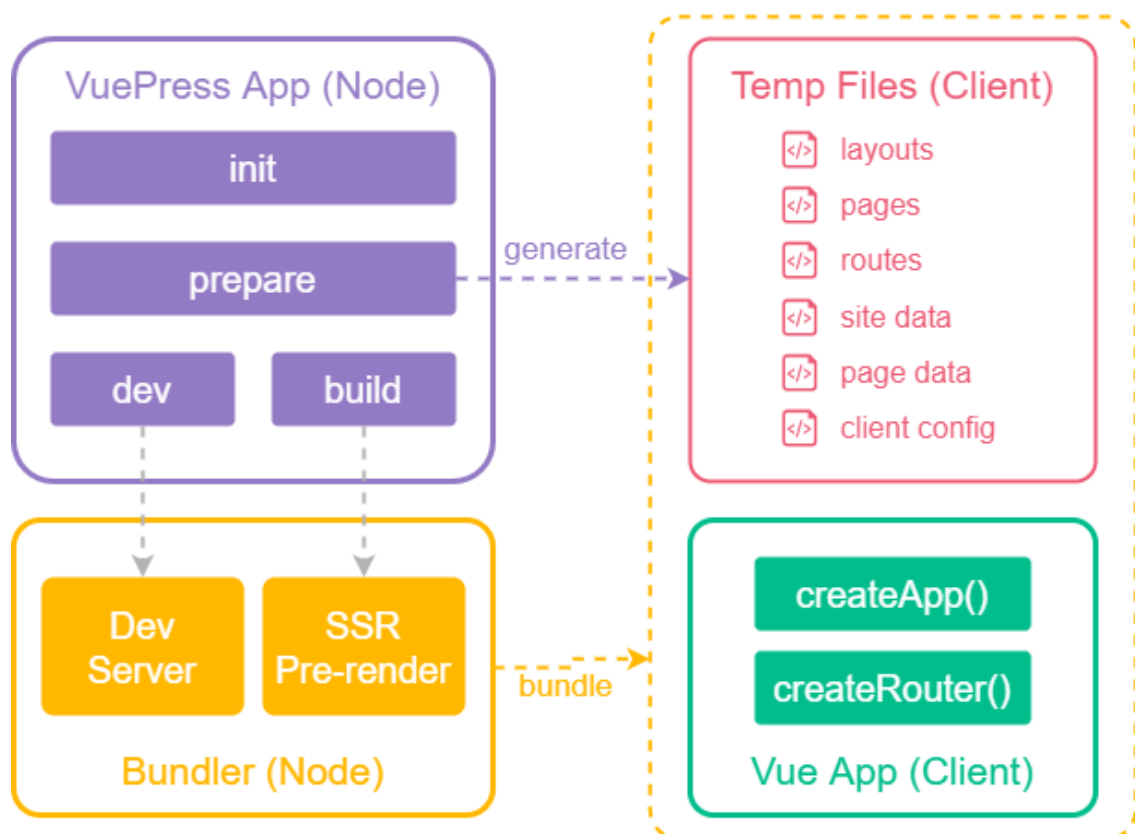 VuePress App (Node)
init
prepare
dev
build
generate
Temp Files (Client)
layouts
pages
routes
site data
page data
client config
Dev
Server
SSR
Pre-render
Bundler (Node)
bundle
createApp()
createRouter()
Vue App (Client)